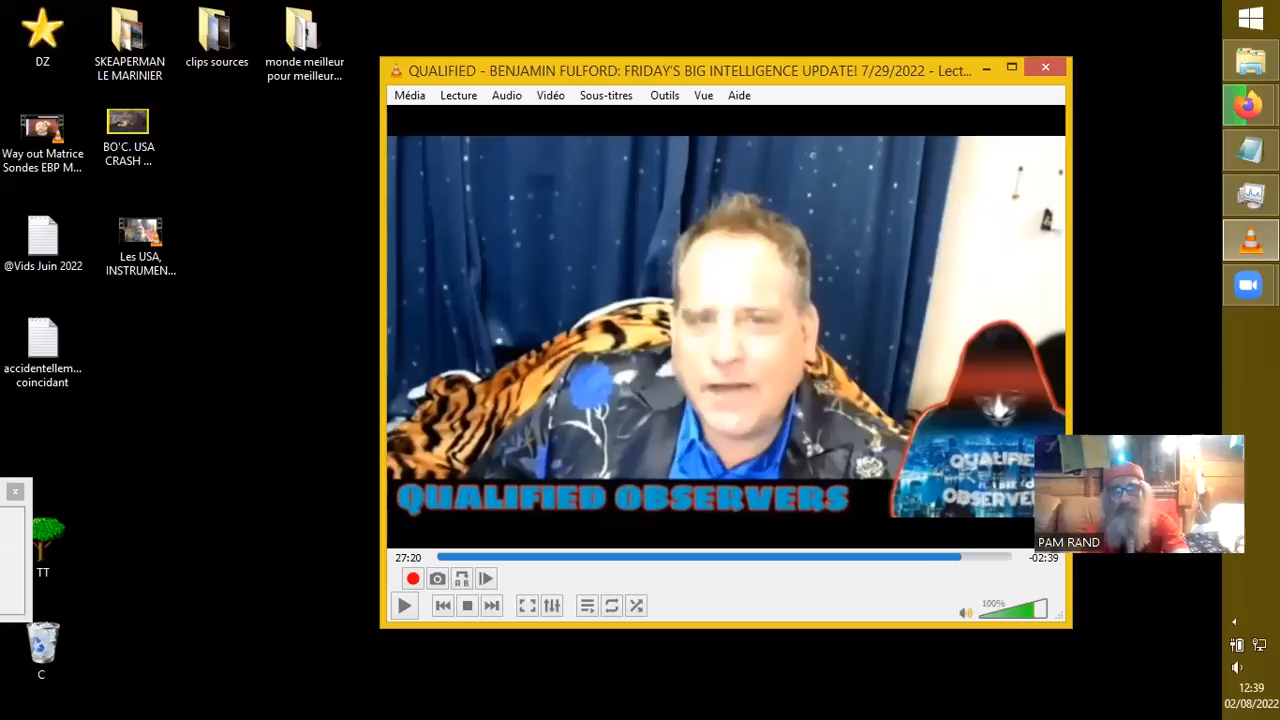 DZ
SKEAPERMAN
LE MARINIER
clips sources
monde meilleur
pour meilleur...
Way out Matrice
Sondes EBP M...
BO'C. USA
CRASH ...
@Vids Juin 2022
Les USA,
INSTRUMEN...
accidentellem...
coincidant
TT
C
QUALIFIED - BENJAMIN FULFORD: FRIDAY'S BIG INTELLIGENCE UPDATE! 7/29/2022 - Lect...
Média Lecture Audio Vidéo Sous-titres Outils Vue Aide
QUALIFIED
OBSERVER
QUALIFIED OBSERVERS
PAM RAND
27:20
-02:39
A B
100%
12:39
02/08/2022